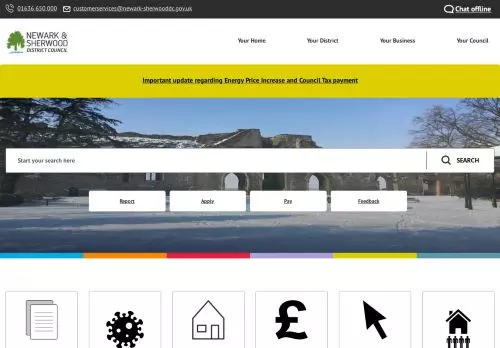 01636 650 000 customerservices@newark-sherwooddc.gov.uk Chat offline
NEWARK &
SHERWOOD
DISTRICT COUNCIL
Your Home Your District Your Business Your Council
Important update regarding Energy Price increase and Council Tax payment
Start your search here SEARCH
Report Apply Pay Feedback
£